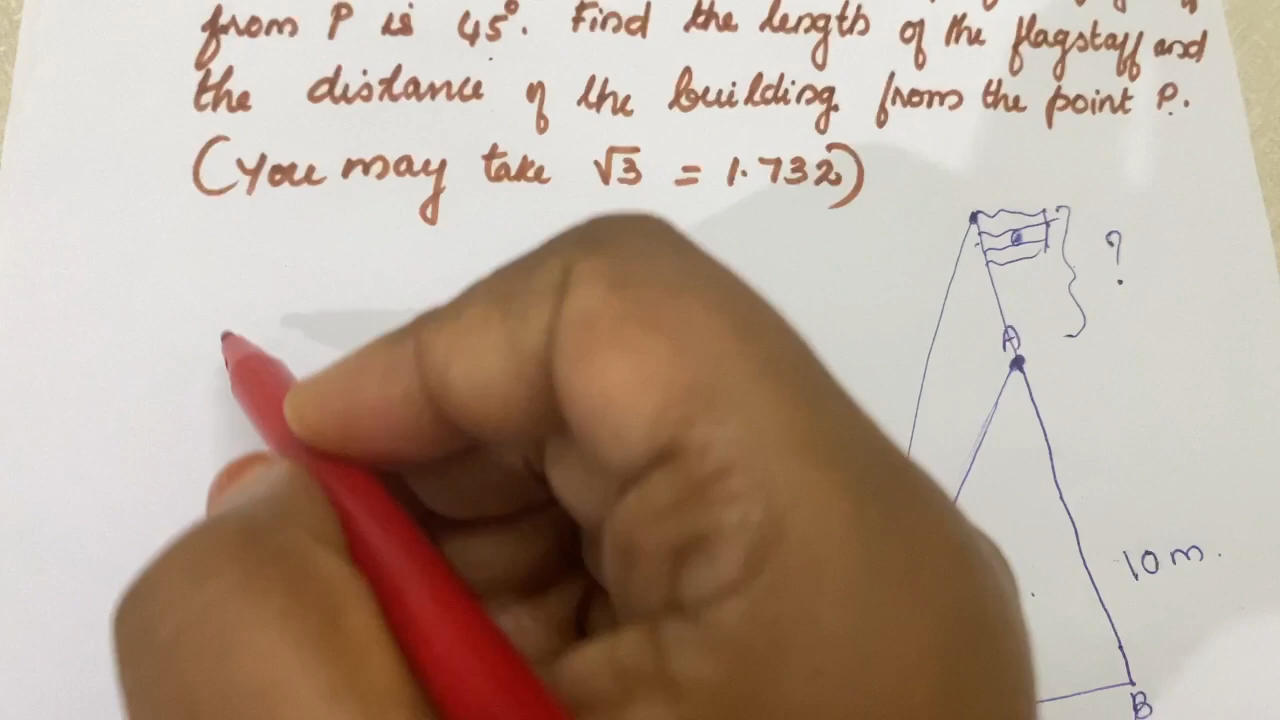 from P is 45°. Find the length of the flagstaff and
the distance of the building from the point P.
(You may take √3 = 1.732)
?
A
10 m.
B